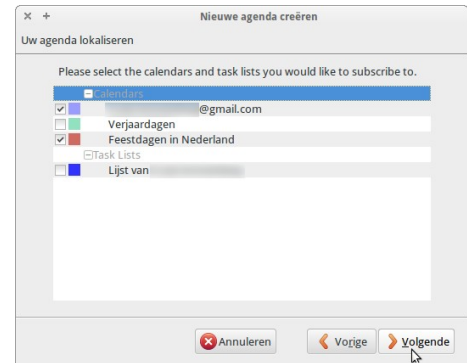 Nieuwe agenda creëren
Uw agenda lokaliseren
Please select the calendars and task lists you would like to subscribe to.
Calendars
@gmail.com
Verjaardagen
Feestdagen in Nederland
Task Lists
Lijst van
Annuleren
Vorige
Volgende